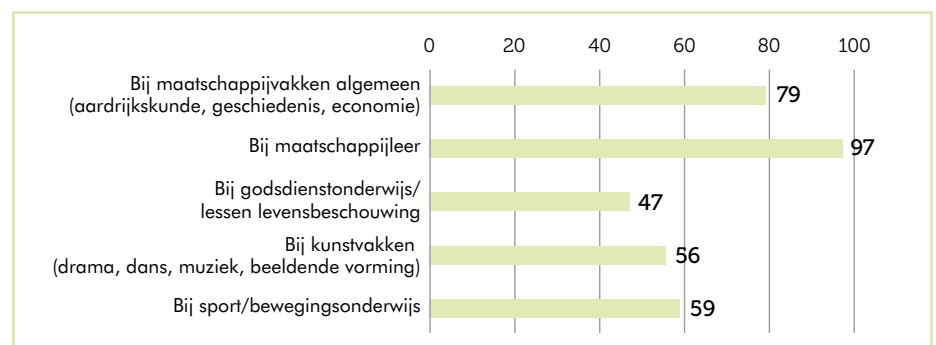 0 20 40 60 80 100
Bij maatschappijvakken algemeen
(aardrijkskunde, geschiedenis, economie)
79
Bij maatschappijleer
97
Bij godsdienstonderwijs/
lessen levensbeschouwing
47
Bij kunstvakken
(drama, dans, muziek, beeldende vorming)
56
Bij sport/bewegingsonderwijs
59